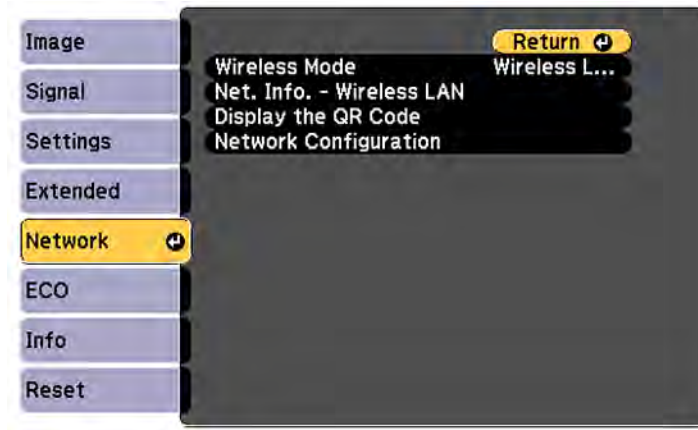 Image
Signal
Settings
Extended
Network
ECO
Info
Reset
Return
Wireless Mode Wireless L...
Net. Info. - Wireless LAN
Display the QR Code
Network Configuration